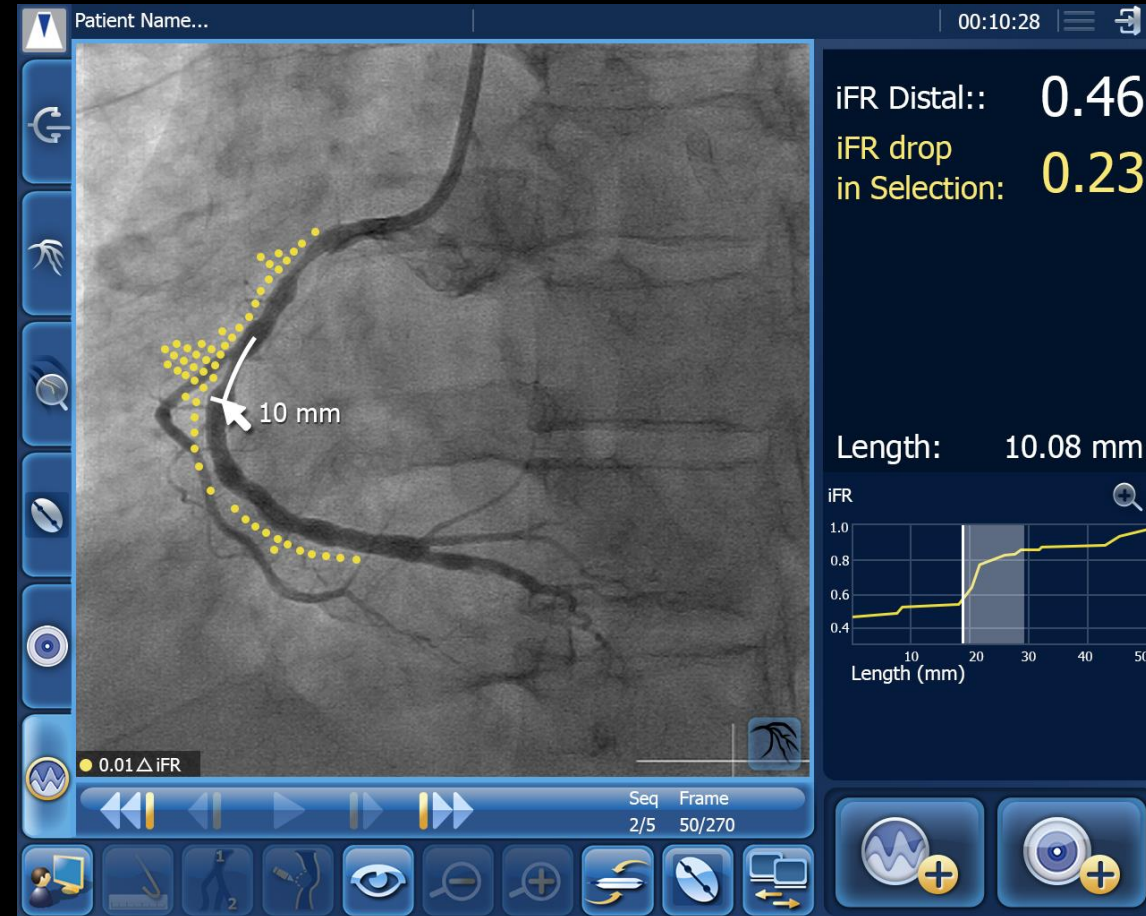 Patient Name...
00:10:28
iFR Distal:: 0.46
iFR drop
in Selection: 0.23
10 mm
Length: 10.08 mm
iFR
1.0
0.8
0.6
0.4
10 20 30 40 50
Length (mm)
0.01△iFR
Seq Frame
2/5 50/270
1
2